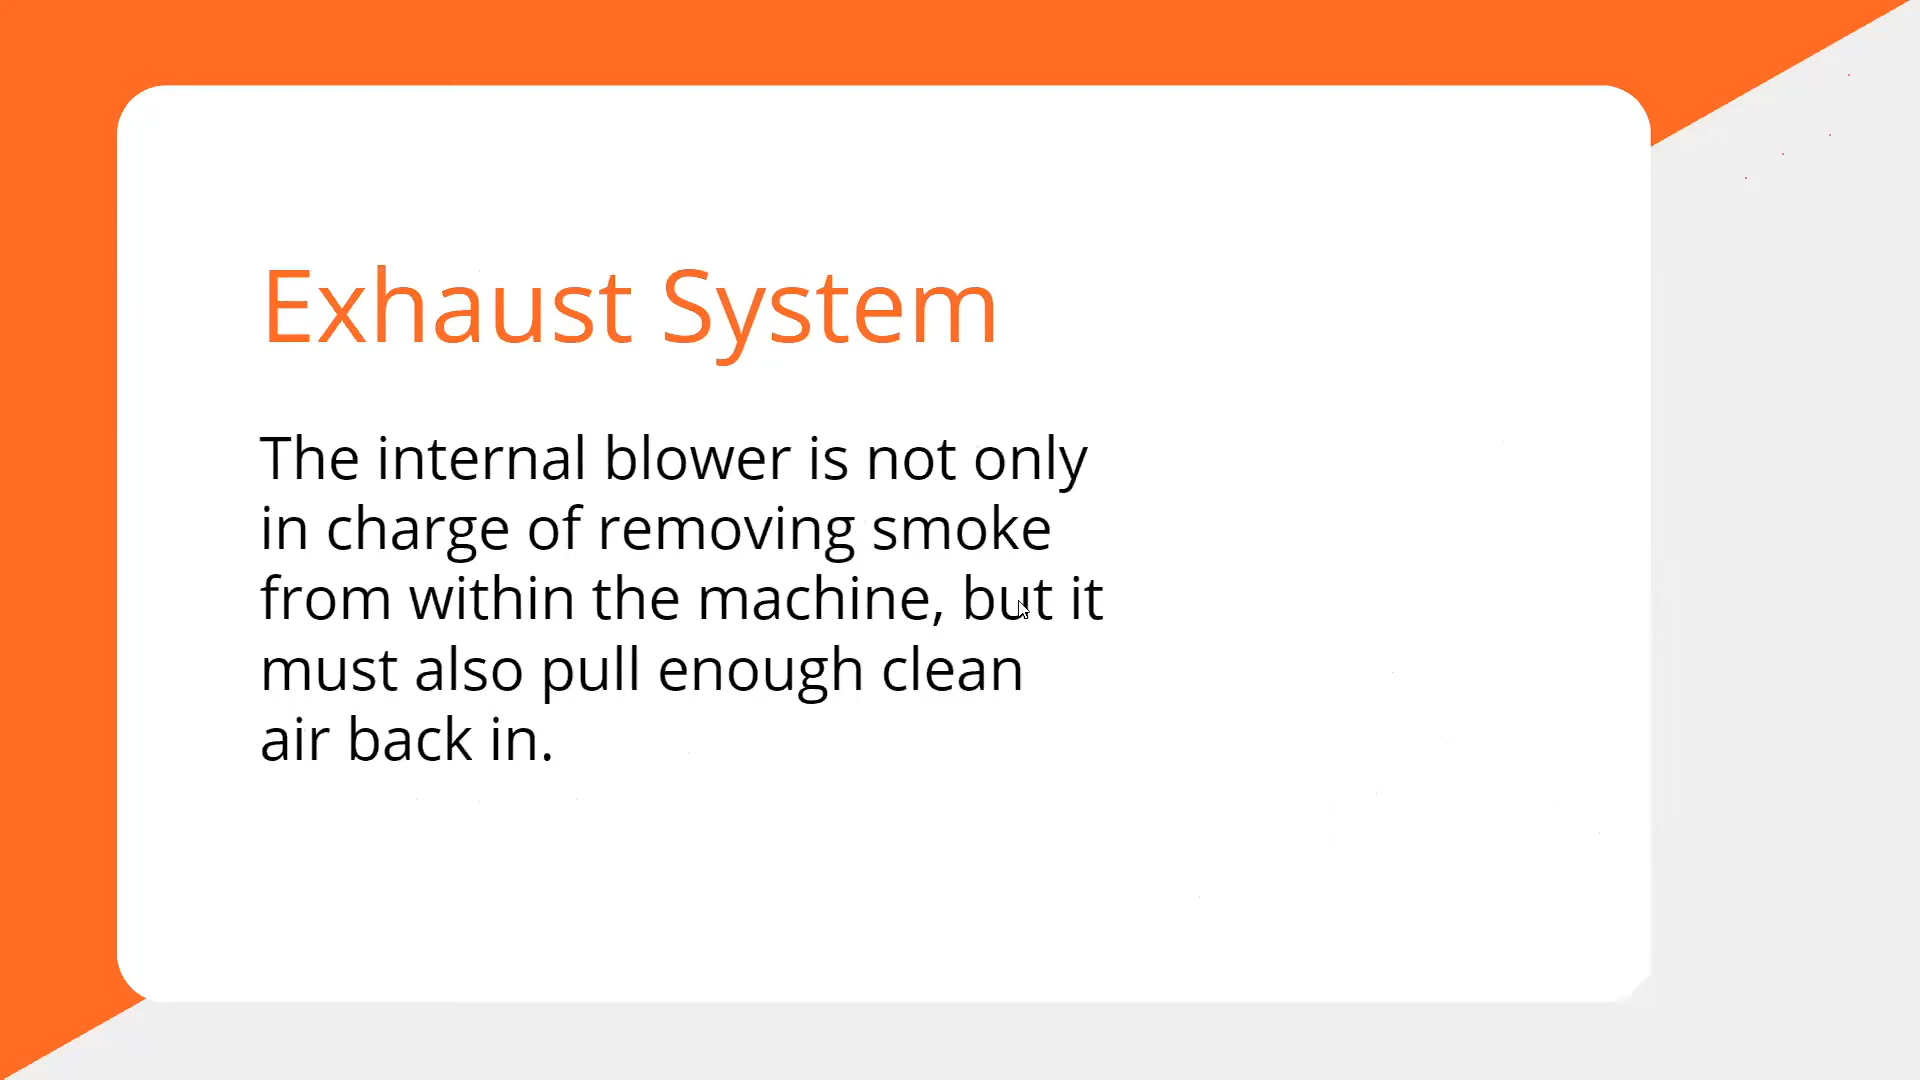 Exhaust System
The internal blower is not only
in charge of removing smoke
from within the machine, but it
must also pull enough clean
air back in.